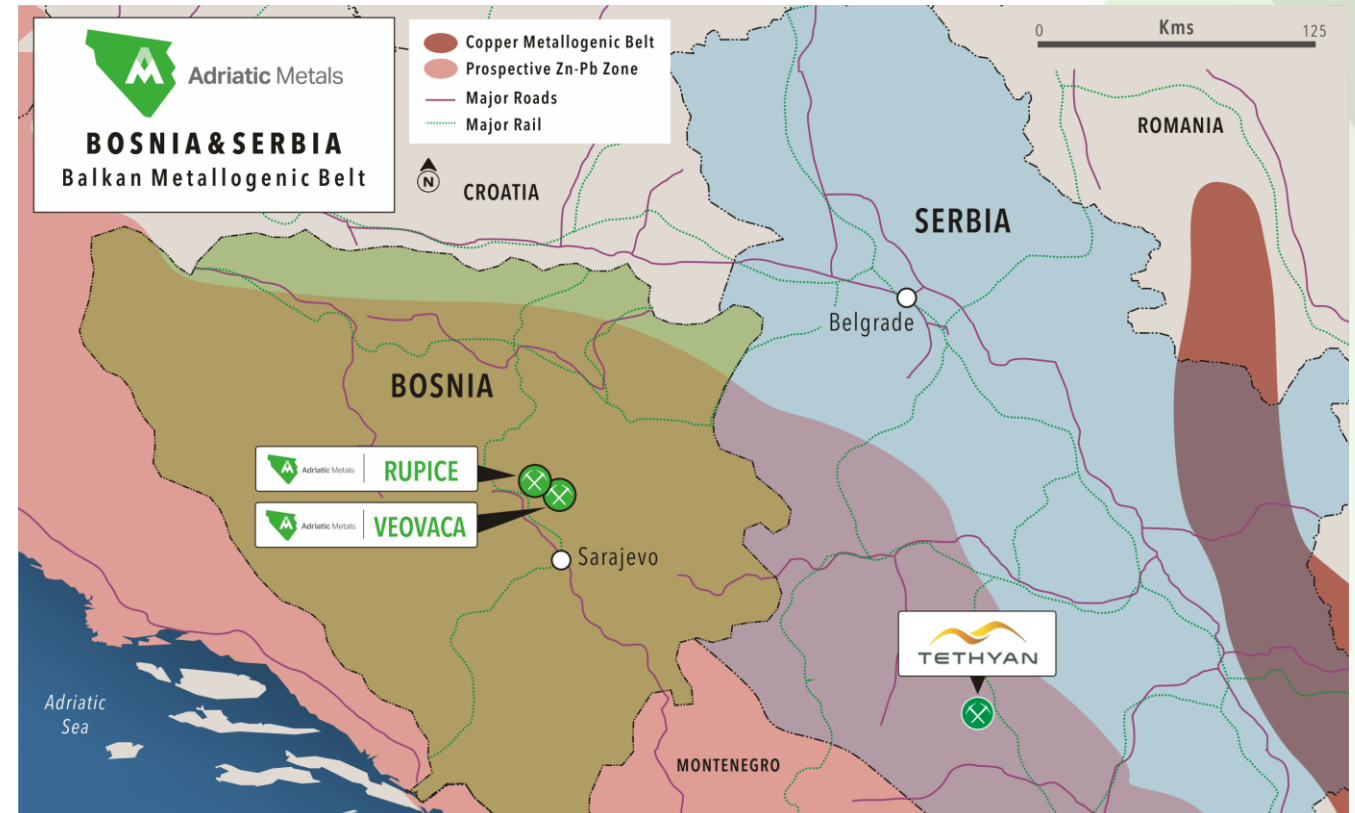 Adriatic Metals
BOSNIA&SERBIA
Balkan Metallogenic Belt
Copper Metallogenic Belt
Prospective Zn-Pb Zone
Major Roads
Major Rail
N
0 Kms 125
ROMANIA
CROATIA
SERBIA
Belgrade
BOSNIA
Adriatic Metals RUPICE
Adriatic Metals VEOVACA
Sarajevo
TETHYAN
Adriatic
Sea
MONTENEGRO